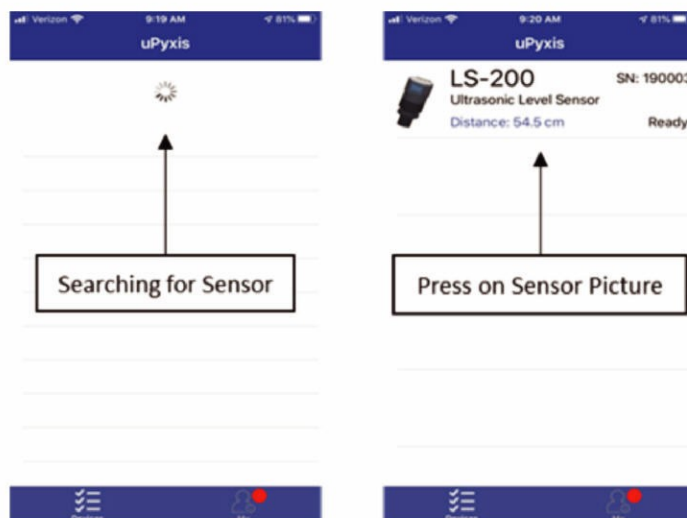 Verizon 9:19 AM 81%
uPyxis
Searching for Sensor
Verizon 9:20 AM 81%
uPyxis
LS-200 SN: 190003
Ultrasonic Level Sensor
Distance: 54.5 cm Ready
Press on Sensor Picture